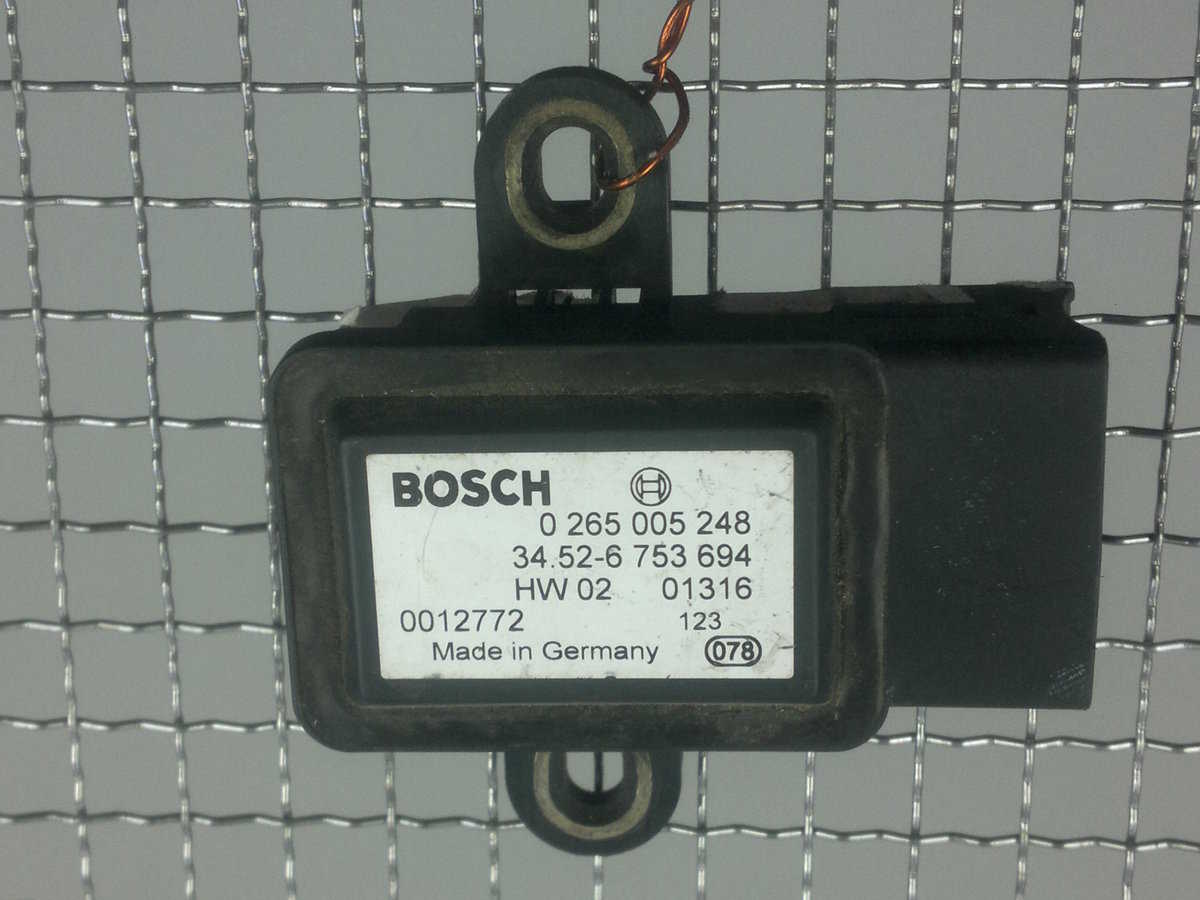 BOSCH
0 265 005 248
34.52-6 753 694
HW 02 01316
0012772 123
Made in Germany 078